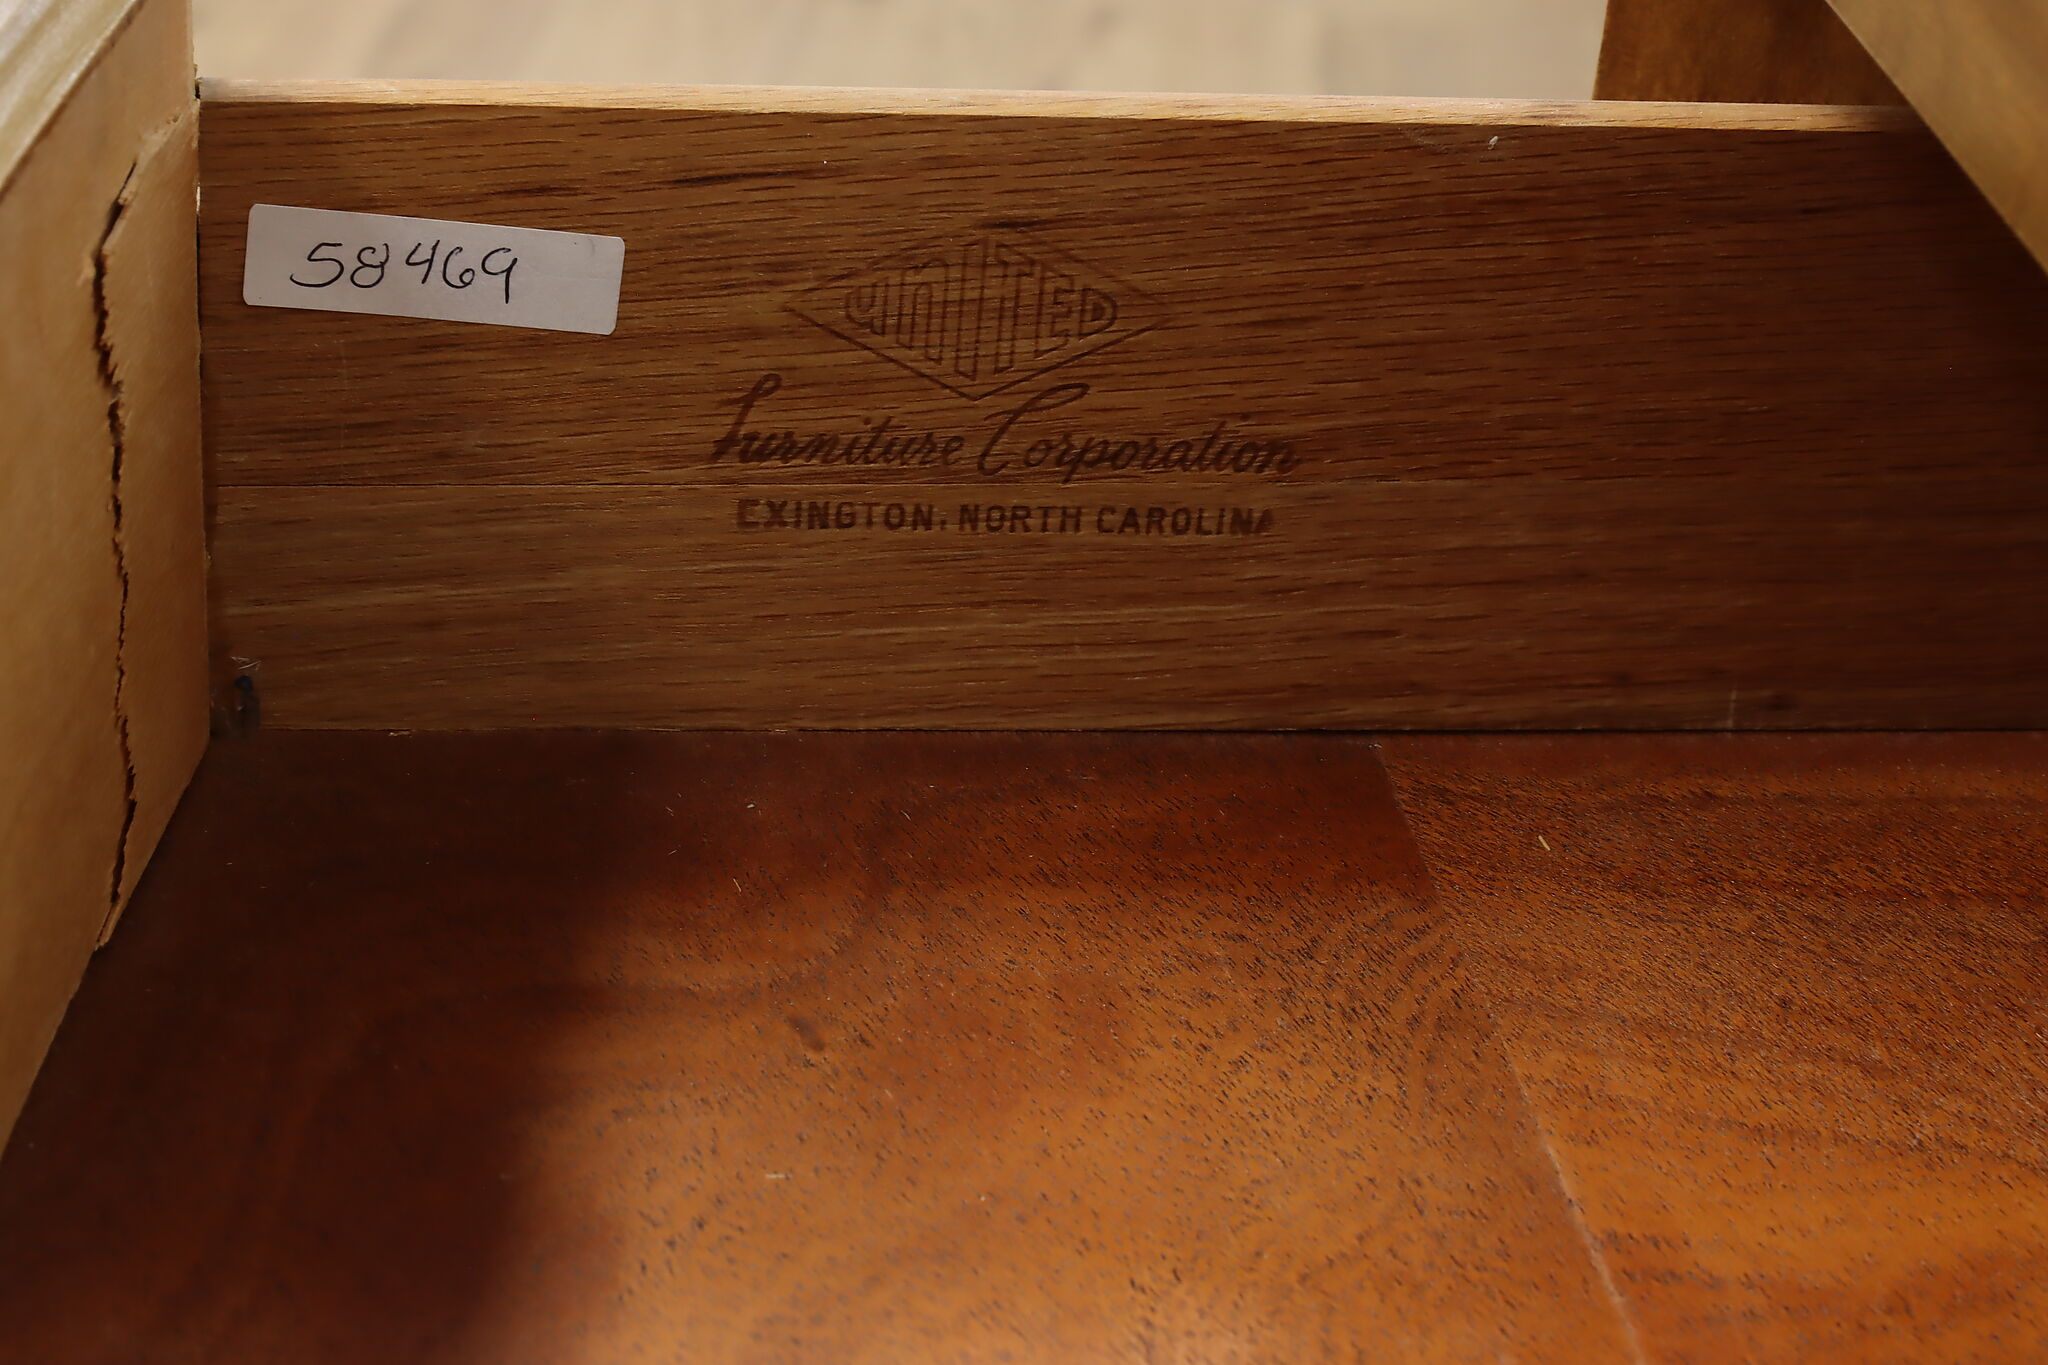 58469
UNITED
Furniture Corporation
EXINGTON, NORTH CAROLINA